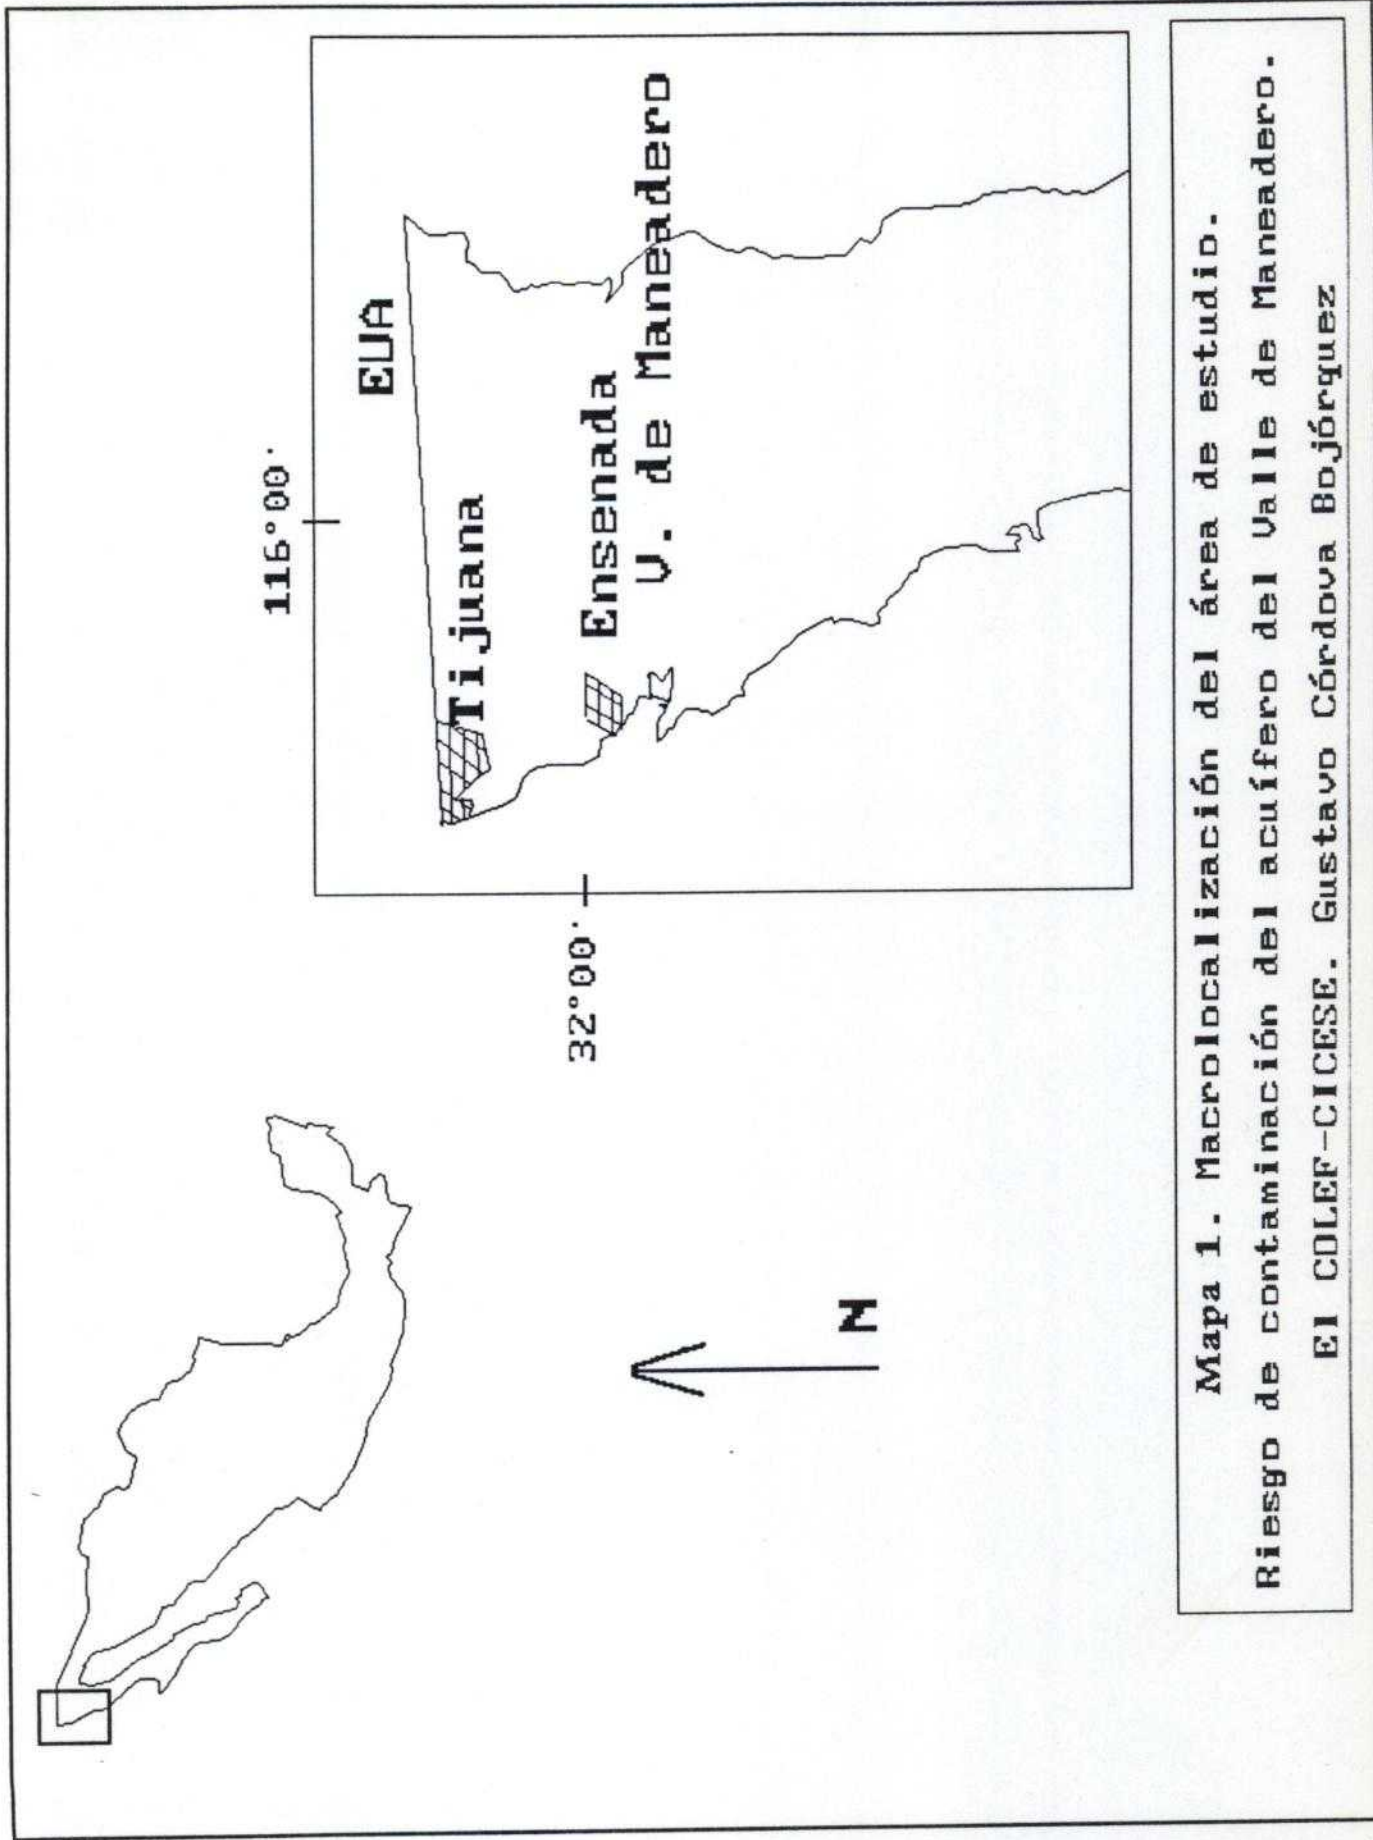 116°00'
EUA
Tijuana
32°00'
Ensenada
V. de Maneadero
N
Mapa 1. Macrolocalización del área de estudio.
Riesgo de contaminación del acuífero del Valle de Maneadero.
El COLEF-CICESE. Gustavo Córdova Bojórquez